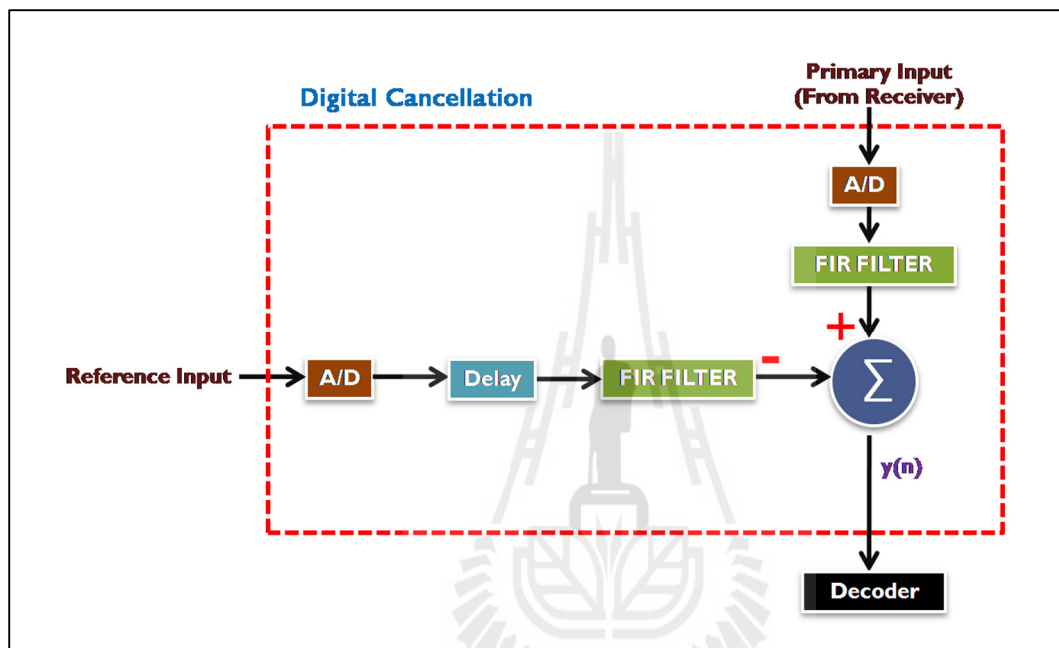 Primary Input
(From Receiver)
Digital Cancellation
A/D
FIR FILTER
+
Reference Input
A/D
Delay
FIR FILTER
-
Σ
y(n)
Decoder